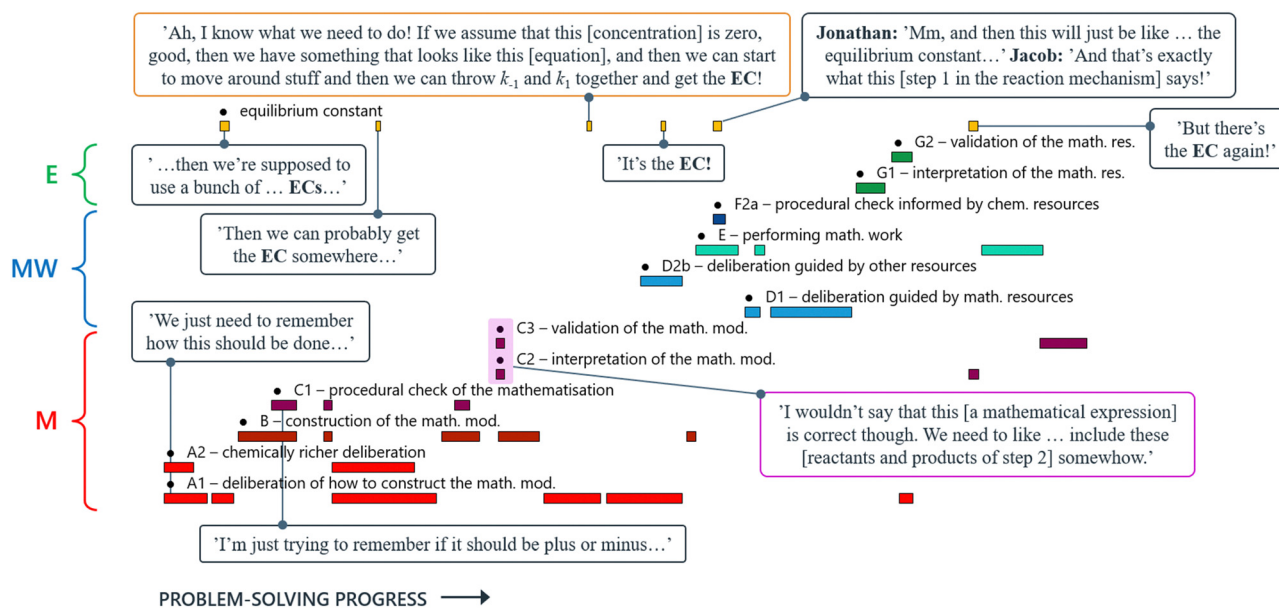 'Ah, I know what we need to do! If we assume that this [concentration] is zero,
good, then we have something that looks like this [equation], and then we can start
to move around stuff and then we can throw k-1 and k1 together and get the EC!
Jonathan: 'Mm, and then this will just be like … the
equilibrium constant…' Jacob: 'And that's exactly
what this [step 1 in the reaction mechanism] says!'
equilibrium constant
' …then we're supposed to
use a bunch of … ECs…'
'It's the EC!
'But there's
the EC again!'
G2 – validation of the math. res.
E
G1 – interpretation of the math. res.
'Then we can probably get
the EC somewhere…'
F2a – procedural check informed by chem. resources
E – performing math. work
MW
D2b – deliberation guided by other resources
D1 – deliberation guided by math. resources
'We just need to remember
how this should be done…'
C3 – validation of the math. mod.
C2 – interpretation of the math. mod.
C1 – procedural check of the mathematisation
M
B – construction of the math. mod.
A2 – chemically richer deliberation
A1 – deliberation of how to construct the math. mod.
'I wouldn't say that this [a mathematical expression]
is correct though. We need to like … include these
[reactants and products of step 2] somewhow.'
'I'm just trying to remember if it should be plus or minus…'
PROBLEM-SOLVING PROGRESS